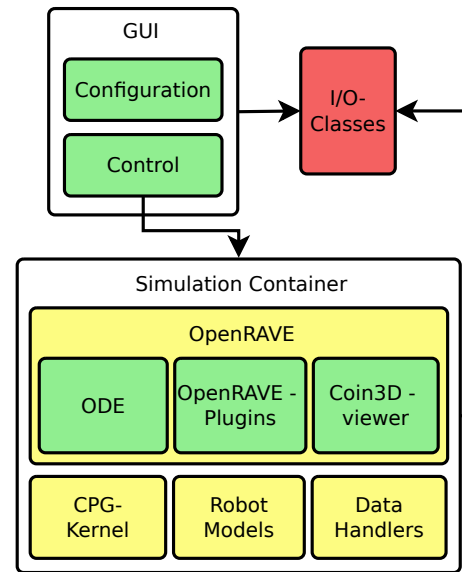 GUI
Configuration
Control
I/O-
Classes
Simulation Container
OpenRAVE
ODE
OpenRAVE -
Plugins
Coin3D -
viewer
CPG-
Kernel
Robot
Models
Data
Handlers